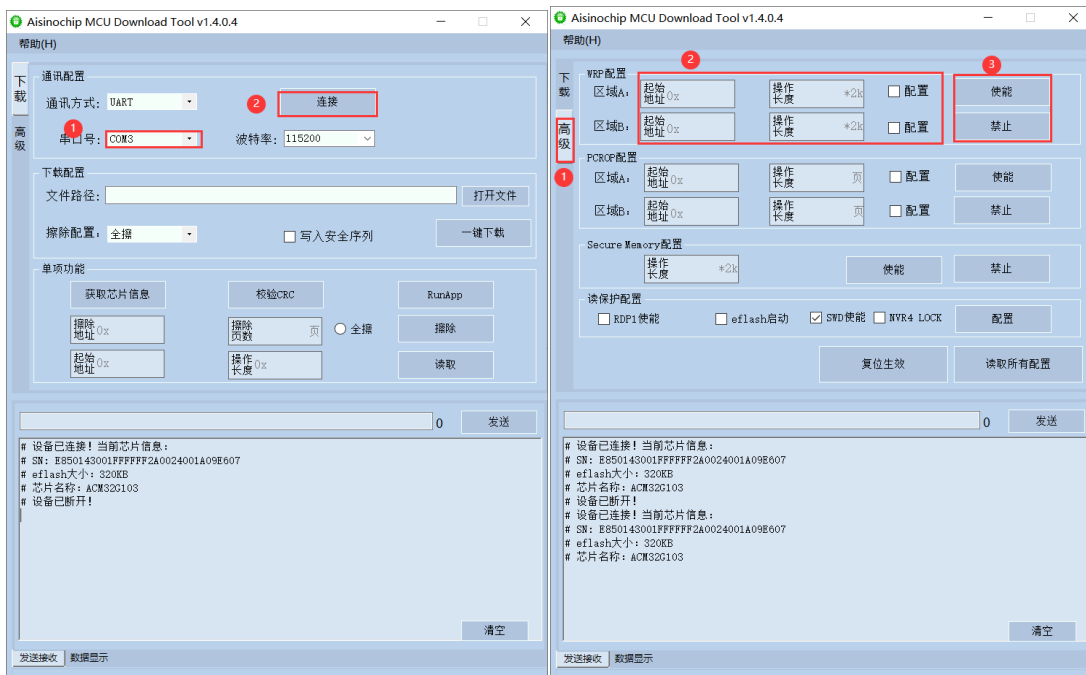 Aisinochip MCU Download Tool v1.4.0.4
帮助(H)
下载
高级
通讯配置
通讯方式: UART
2
连接
1
串口号: COM3
波特率: 115200
下载配置
文件路径:
打开文件
擦除配置: 全擦
写入安全序列
一键下载
单项功能
获取芯片信息
校验CRC
RunApp
擦除地址 0x
擦除页数 页
全擦
擦除
起始地址 0x
操作长度 0x
读取
0
发送
# 设备已连接! 当前芯片信息:
# SN: E850143001FFFFFF2A0024001A09E607
# eflash大小: 320KB
# 芯片名称: ACM32G103
# 设备已断开!
清空
发送接收 数据显示
Aisinochip MCU Download Tool v1.4.0.4
帮助(H)
下载
高级
1
WRP配置
2
3
区域A: 起始地址 0x 操作长度 *2k 配置 使能
区域B: 起始地址 0x 操作长度 *2k 配置 禁止
PCROP配置
区域A: 起始地址 0x 操作长度 页 配置 使能
区域B: 起始地址 0x 操作长度 页 配置 禁止
Secure Memory配置
操作长度 *2k 使能 禁止
读保护配置
RDP1使能 eflash启动 SWD使能 NVR4 LOCK 配置
复位生效 读取所有配置
0
发送
# 设备已连接! 当前芯片信息:
# SN: E850143001FFFFFF2A0024001A09E607
# eflash大小: 320KB
# 芯片名称: ACM32G103
# 设备已断开!
# 设备已连接! 当前芯片信息:
# SN: E850143001FFFFFF2A0024001A09E607
# eflash大小: 320KB
# 芯片名称: ACM32G103
清空
发送接收 数据显示